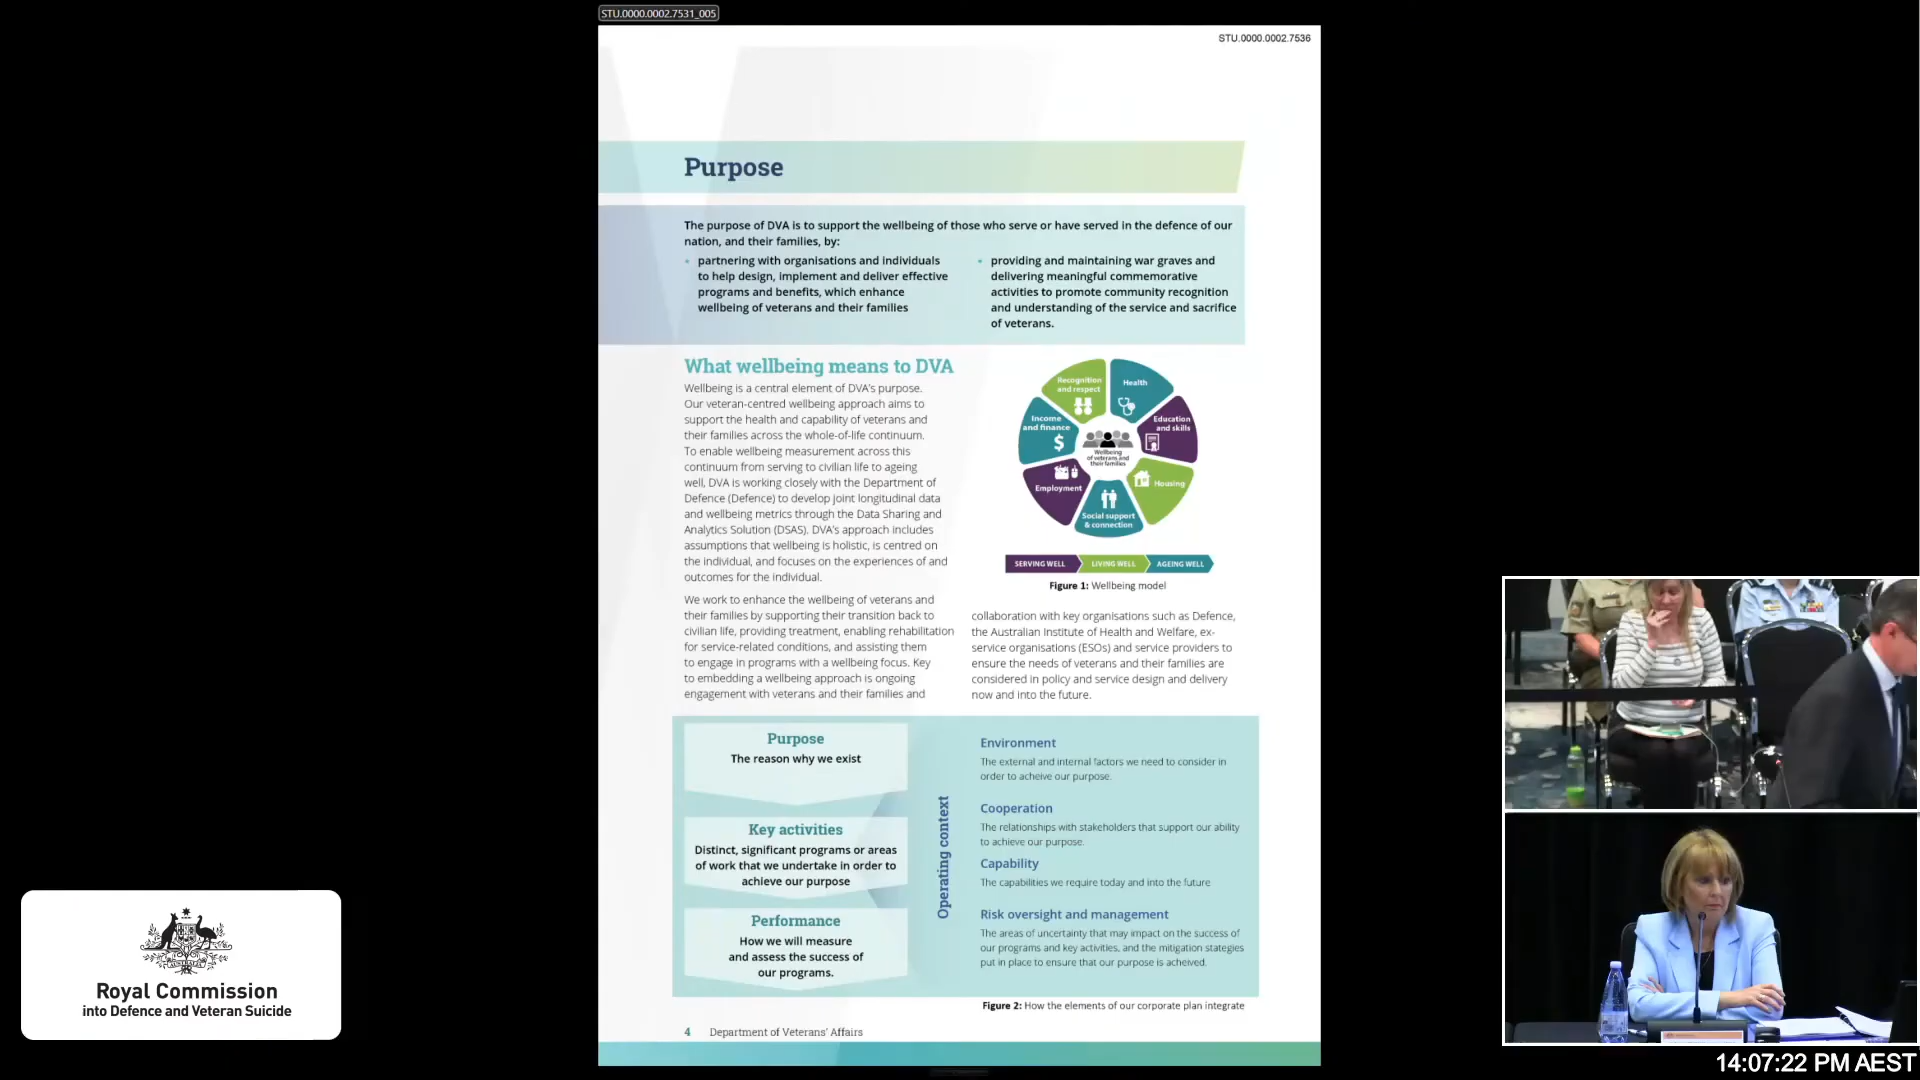 STU.0000.0002.7531_005
STU.0000.0002.7536
Purpose
The purpose of DVA is to support the wellbeing of those who serve or have served in the defence of our
nation, and their families, by:
• partnering with organisations and individuals
to help design, implement and deliver effective
programs and benefits, which enhance
wellbeing of veterans and their families
• providing and maintaining war graves and
delivering meaningful commemorative
activities to promote community recognition
and understanding of the service and sacrifice
of veterans.
What wellbeing means to DVA
Wellbeing is a central element of DVA's purpose.
Our veteran-centred wellbeing approach aims to
support the health and capability of veterans and
their families across the whole-of-life continuum.
To enable wellbeing measurement across this
continuum from serving to civilian life to ageing
well, DVA is working closely with the Department of
Defence (Defence) to develop joint longitudinal data
and wellbeing metrics through the Data Sharing and
Analytics Solution (DSAS). DVA's approach includes
assumptions that wellbeing is holistic, is centred on
the individual, and focuses on the experiences of and
outcomes for the individual.
We work to enhance the wellbeing of veterans and
their families by supporting their transition back to
civilian life, providing treatment, enabling rehabilitation
for service-related conditions, and assisting them
to engage in programs with a wellbeing focus. Key
to embedding a wellbeing approach is ongoing
engagement with veterans and their families and
Recognition
and respect
Health
Income
and finance
$
Education
and skills
Wellbeing
of veterans and
their families
Employment
Housing
Social support
& connection
SERVING WELL
LIVING WELL
AGEING WELL
Figure 1: Wellbeing model
collaboration with key organisations such as Defence,
the Australian Institute of Health and Welfare, ex-
service organisations (ESOs) and service providers to
ensure the needs of veterans and their families are
considered in policy and service design and delivery
now and into the future.
Purpose
The reason why we exist
Key activities
Distinct, significant programs or areas
of work that we undertake in order to
achieve our purpose
Performance
How we will measure
and assess the success of
our programs.
Operating context
Environment
The external and internal factors we need to consider in
order to acheive our purpose.
Cooperation
The relationships with stakeholders that support our ability
to achieve our purpose.
Capability
The capabilities we require today and into the future
Risk oversight and management
The areas of uncertainty that may impact on the success of
our programs and key activities, and the mitigation stategies
put in place to ensure that our purpose is acheived.
Figure 2: How the elements of our corporate plan integrate
4 Department of Veterans' Affairs
AUSTRALIA
Royal Commission
into Defence and Veteran Suicide
14:07:22 PM AEST